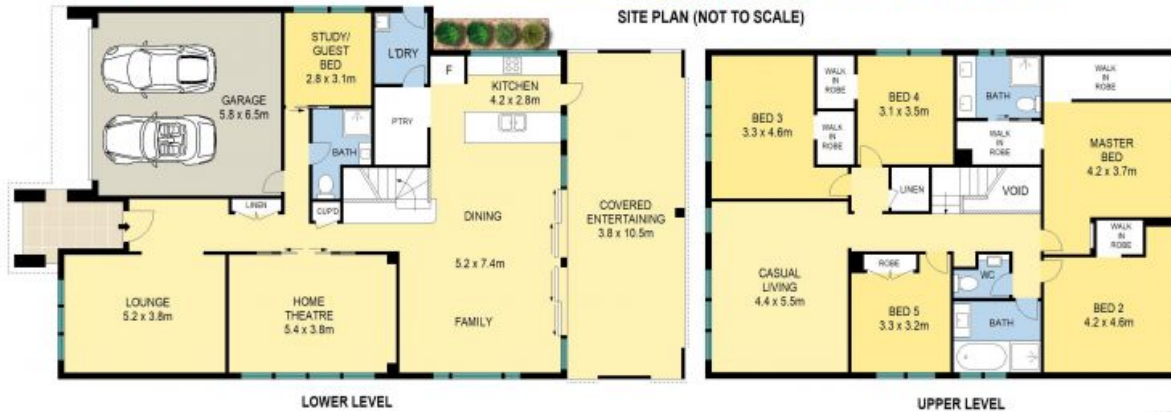 SITE PLAN (NOT TO SCALE)
STUDY/
GUEST
BED
2.8 x 3.1m
L'DRY
F
KITCHEN
4.2 x 2.8m
GARAGE
5.8 x 6.5m
PTRY
BATH
LINEN
CUP'D
DINING
5.2 x 7.4m
FAMILY
COVERED
ENTERTAINING
3.8 x 10.5m
LOUNGE
5.2 x 3.8m
HOME
THEATRE
5.4 x 3.8m
LOWER LEVEL
BED 3
3.3 x 4.6m
WALK
IN
ROBE
WALK
IN
ROBE
BED 4
3.1 x 3.5m
BATH
WALK
IN
ROBE
WALK
IN
ROBE
MASTER
BED
4.2 x 3.7m
LINEN
VOID
WALK
IN
ROBE
CASUAL
LIVING
4.4 x 5.5m
ROBE
BED 5
3.3 x 3.2m
WC
BATH
BED 2
4.2 x 4.6m
UPPER LEVEL